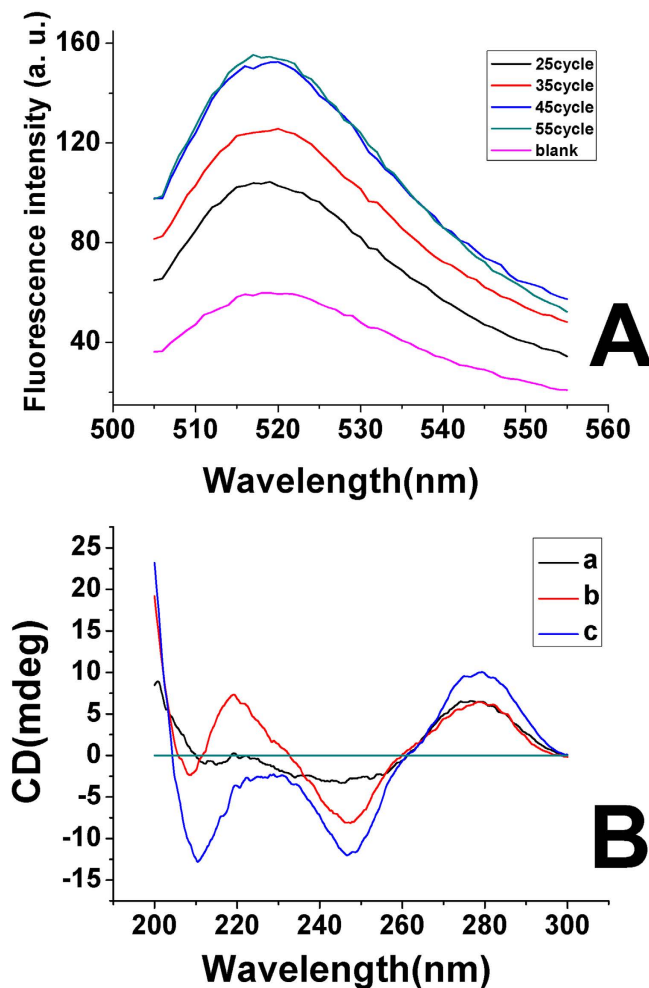 Fluorescence intensity (a. u.)
160
120
80
40
25cycle
35cycle
45cycle
55cycle
blank
A
500 510 520 530 540 550 560
Wavelength(nm)
CD(mdeg)
25
20
15
10
5
0
-5
-10
-15
a
b
c
B
200 220 240 260 280 300
Wavelength(nm)